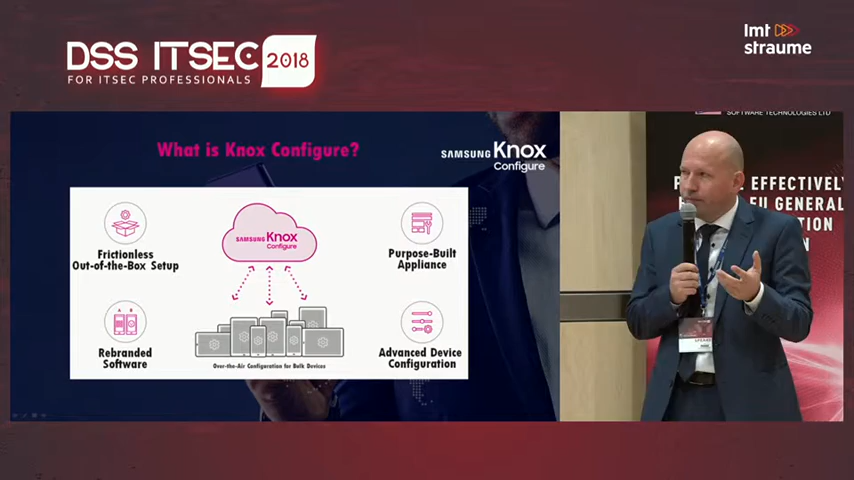 DSS ITSEC 2018
FOR ITSEC PROFESSIONALS
lmt
straume
What is Knox Configure?
SAMSUNG Knox
Configure
Frictionless
Out-of-the-Box Setup
SAMSUNG Knox
Configure
Purpose-Built
Appliance
A B
Rebranded
Software
Over-the-Air Configuration for Bulk Devices
Advanced Device
Configuration
SOFTWARE TECHNOLOGIES LTD
EFFECTIVELY
EU GENERAL